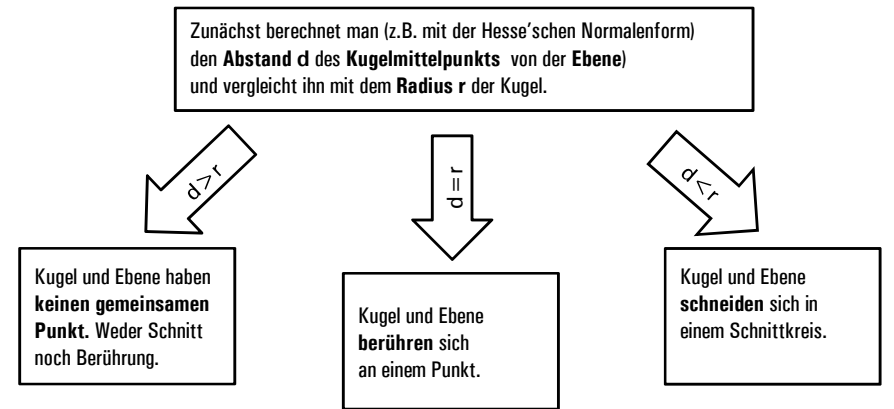 Zunächst berechnet man (z.B. mit der Hesse'schen Normalenform)
den Abstand d des Kugelmittelpunkts von der Ebene)
und vergleicht ihn mit dem Radius r der Kugel.
d>r
d=r
d<r
Kugel und Ebene haben
keinen gemeinsamen
Punkt. Weder Schnitt
noch Berührung.
Kugel und Ebene
berühren sich
an einem Punkt.
Kugel und Ebene
schneiden sich in
einem Schnittkreis.